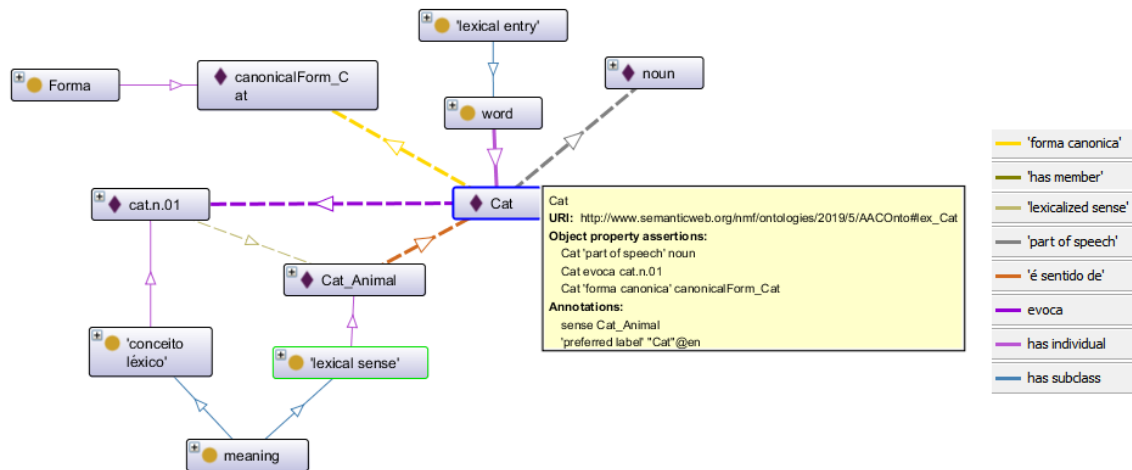 'lexical entry'
Forma
canonicalForm_C
at
noun
word
cat.n.01
Cat
Cat_Animal
'conceito
léxico'
'lexical sense'
meaning
Cat
URI: http://www.semanticweb.org/nmf/ontologies/2019/5/AACOnto#lex_Cat
Object property assertions:
Cat 'part of speech' noun
Cat evoca cat.n.01
Cat 'forma canonica' canonicalForm_Cat
Annotations:
sense Cat_Animal
'preferred label' "Cat"@en
'forma canonica'
'has member'
'lexicalized sense'
'part of speech'
'é sentido de'
evoca
has individual
has subclass